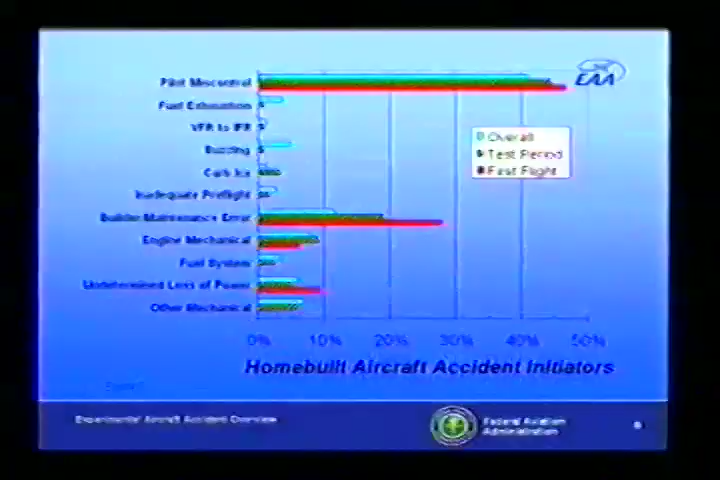 EAA
Pilot Miscontrol
Fuel Exhaustion
VFR to IFR
Buzzing
Carb Ice
Inadequate Preflight
Builder/Maintenance Error
Engine Mechanical
Fuel System
Undetermined Loss of Power
Other Mechanical
Overall
Test Period
First Flight
0% 10% 20% 30% 40% 50%
Homebuilt Aircraft Accident Initiators
Experimental Aircraft Accident Overview
Federal Aviation
Administration